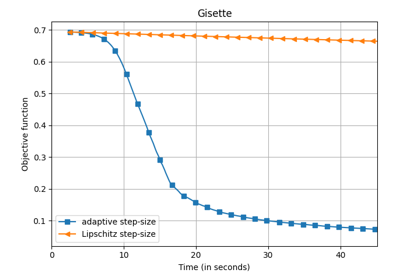 Gisette
0.7
0.6
0.5
0.4
0.3
0.2
0.1
Objective function
adaptive step-size
Lipschitz step-size
0 10 20 30 40
Time (in seconds)